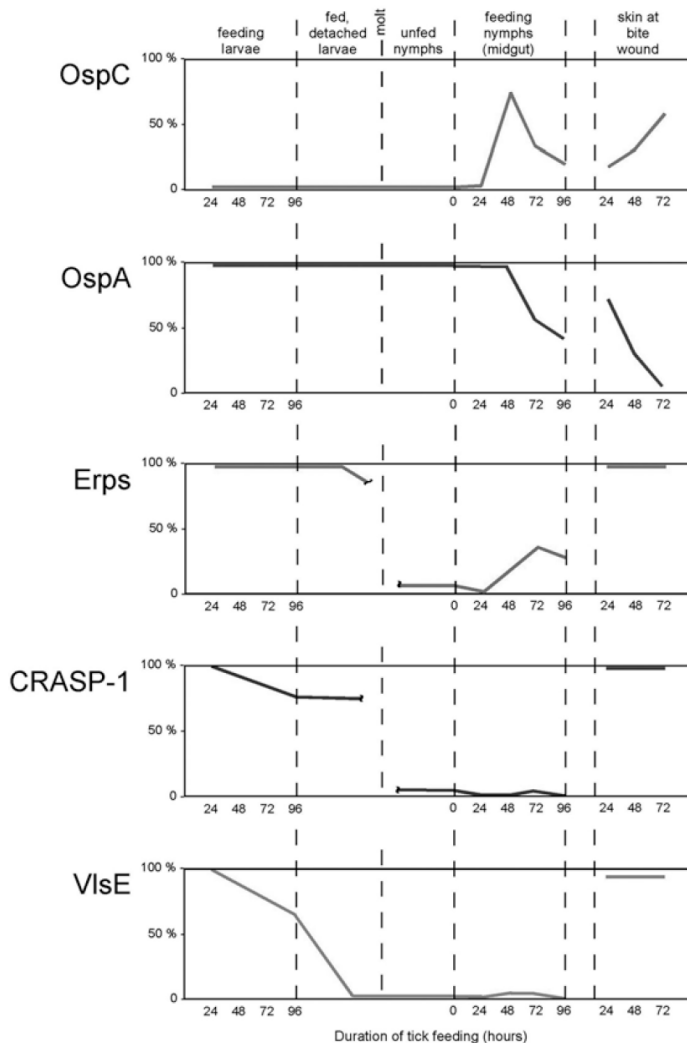 feeding larvae
fed, detached larvae
molt
unfed nymphs
feeding nymphs (midgut)
skin at bite wound
OspC
100 %
50 %
0
24 48 72 96 0 24 48 72 96 24 48 72
OspA
100 %
50 %
0
24 48 72 96 0 24 48 72 96 24 48 72
Erps
100 %
50 %
0
24 48 72 96 0 24 48 72 96 24 48 72
CRASP-1
100 %
50 %
0
24 48 72 96 0 24 48 72 96 24 48 72
VlsE
100 %
50 %
0
24 48 72 96 0 24 48 72 96 24 48 72
Duration of tick feeding (hours)